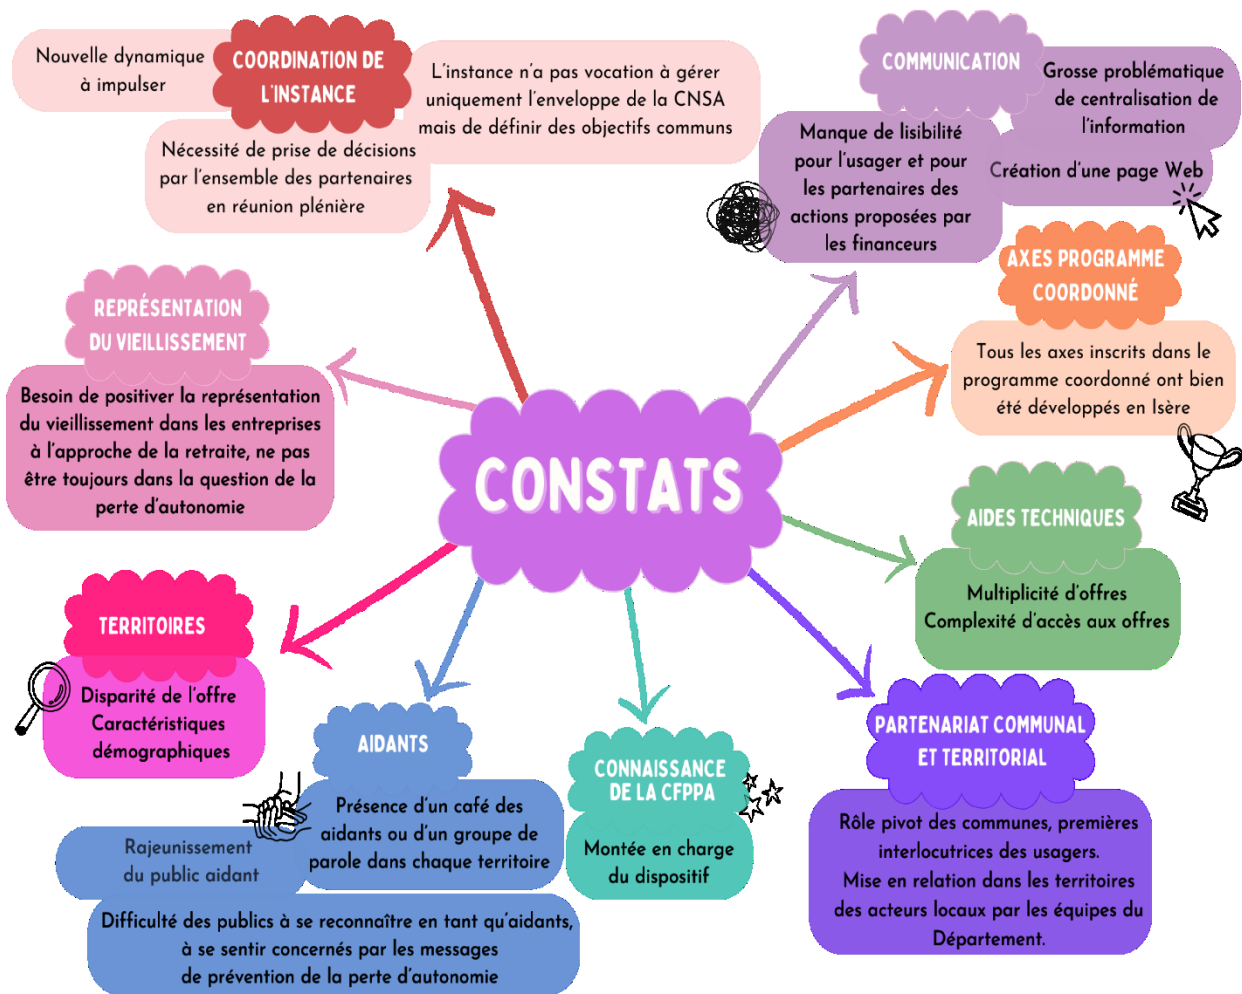 COORDINATION DE
L'INSTANCE
Nouvelle dynamique
à impulser
L'instance n'a pas vocation à gérer
uniquement l'enveloppe de la CNSA
mais de définir des objectifs communs
Nécessité de prise de décisions
par l'ensemble des partenaires
en réunion plénière
COMMUNICATION
Grosse problématique
de centralisation de
l'information
Manque de lisibilité
pour l'usager et pour
les partenaires des
actions proposées par
les financeurs
Création d'une page Web
AXES PROGRAMME
COORDONNÉ
Tous les axes inscrits dans le
programme coordonné ont bien
été développés en Isère
REPRÉSENTATION
DU VIEILLISSEMENT
Besoin de positiver la représentation
du vieillissement dans les entreprises
à l'approche de la retraite, ne pas
être toujours dans la question de la
perte d'autonomie
CONSTATS
AIDES TECHNIQUES
Multiplicité d'offres
Complexité d'accès aux offres
TERRITOIRES
Disparité de l'offre
Caractéristiques
démographiques
AIDANTS
Présence d'un café des
aidants ou d'un groupe de
parole dans chaque territoire
Rajeunissement
du public aidant
Difficulté des publics à se reconnaître en tant qu'aidants,
à se sentir concernés par les messages
de prévention de la perte d'autonomie
CONNAISSANCE
DE LA CFPPA
Montée en charge
du dispositif
PARTENARIAT COMMUNAL
ET TERRITORIAL
Rôle pivot des communes, premières
interlocutrices des usagers.
Mise en relation dans les territoires
des acteurs locaux par les équipes du
Département.